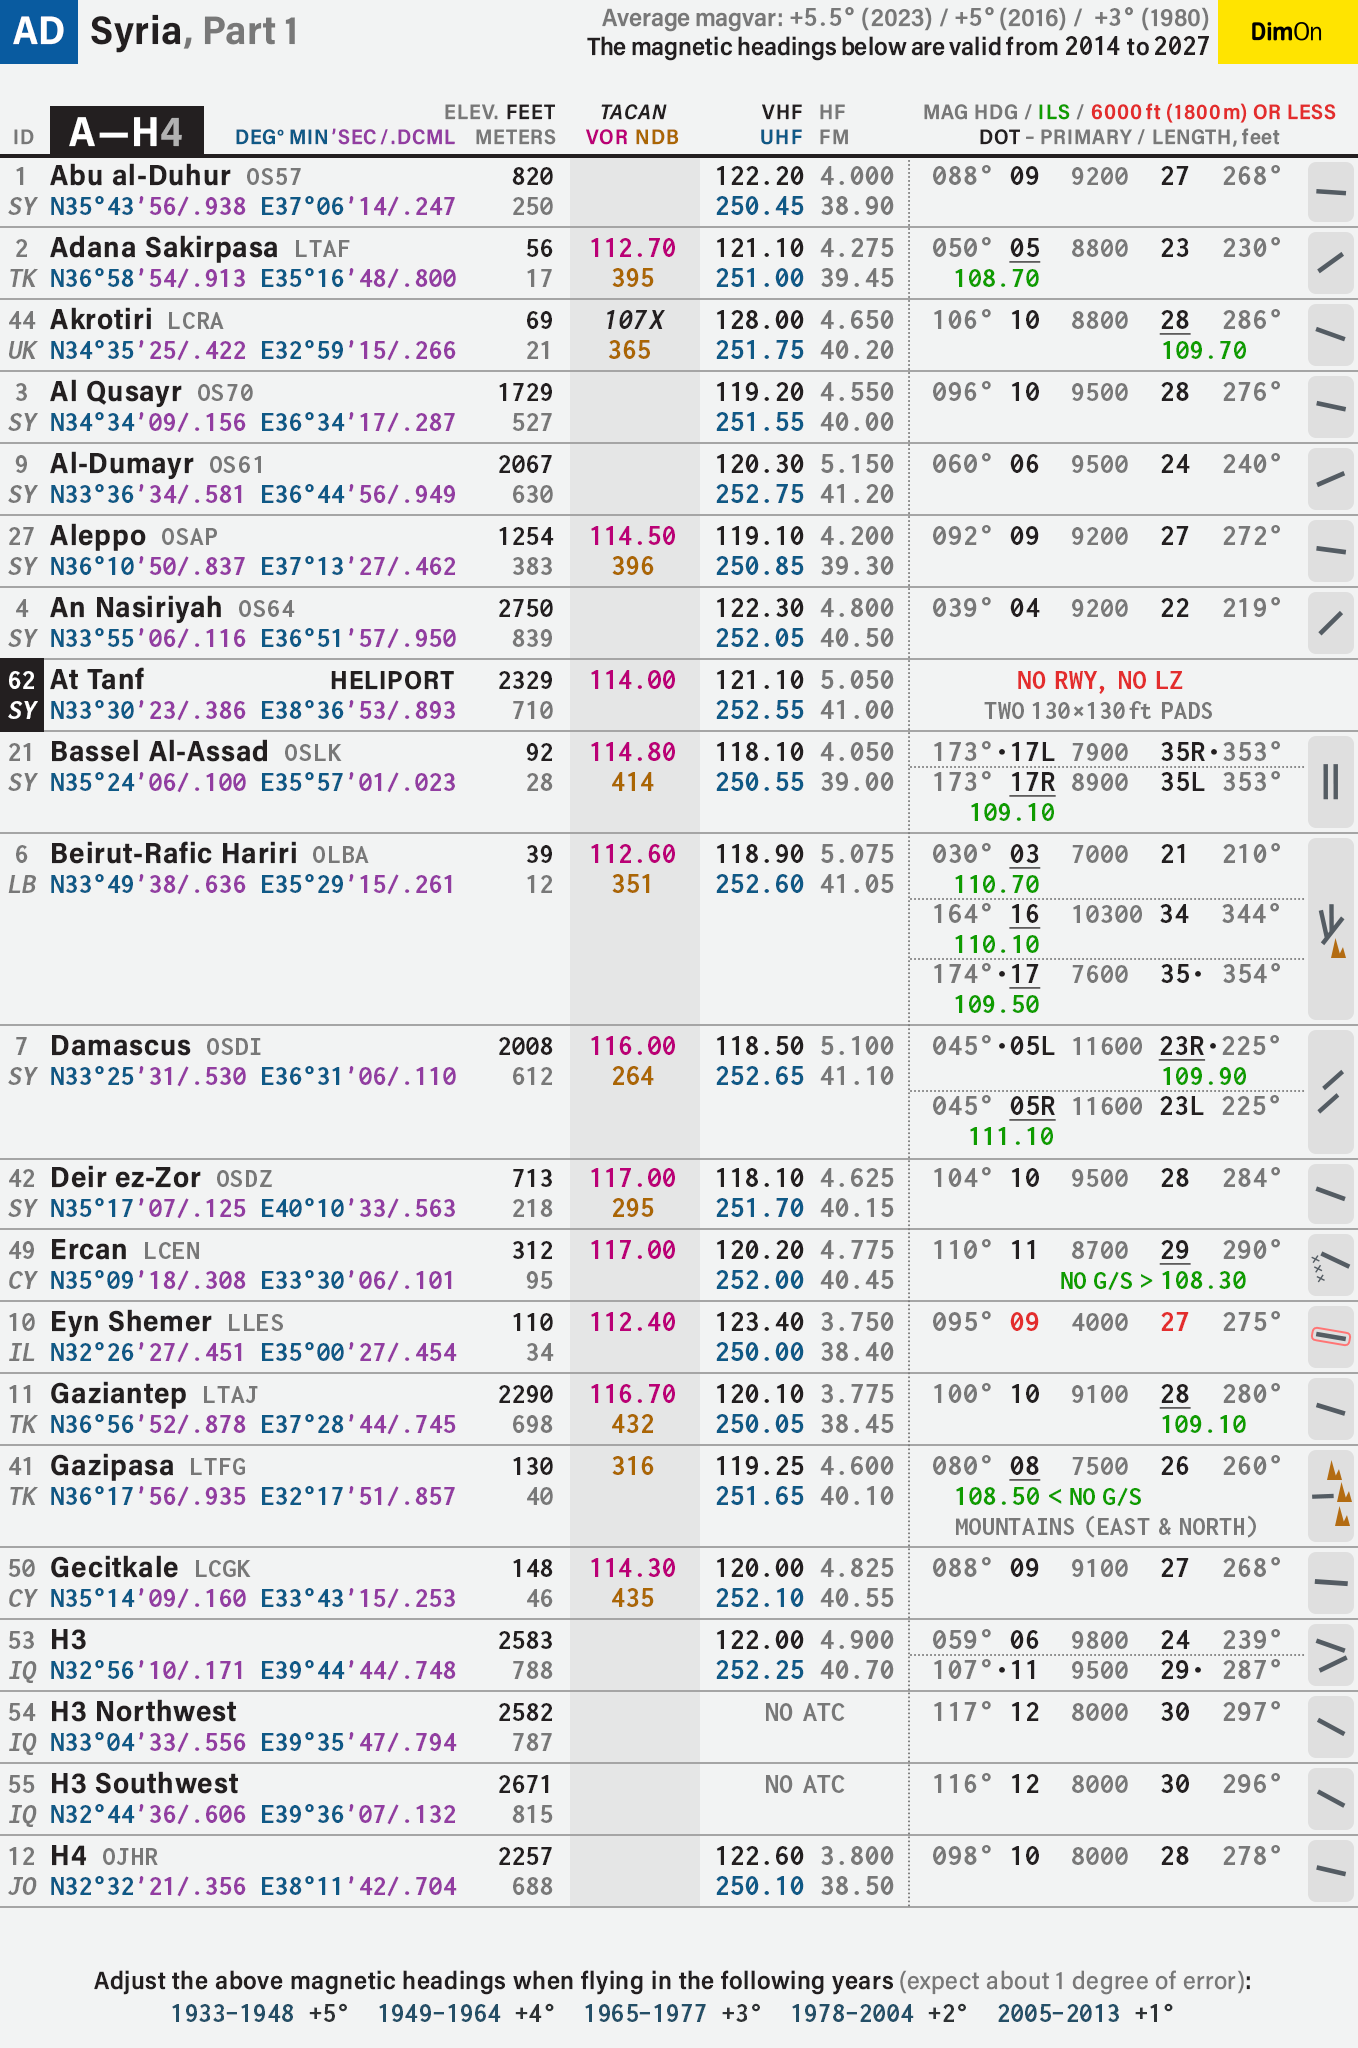 AD Syria, Part 1
Average magvar: +5.5° (2023) / +5° (2016) / +3° (1980)
The magnetic headings below are valid from 2014 to 2027
DimOn
ELEV. FEET TACAN VHF HF MAG HDG / ILS / 6000 ft (1800 m) OR LESS
ID A—H4 DEG° MIN'SEC /.DCML METERS VOR NDB UHF FM DOT – PRIMARY / LENGTH, feet
1 Abu al-Duhur OS57 820 122.20 4.000 088° 09 9200 27 268°
SY N35°43'56/.938 E37°06'14/.247 250 250.45 38.90
2 Adana Sakirpasa LTAF 56 112.70 121.10 4.275 050° 05 8800 23 230°
TK N36°58'54/.913 E35°16'48/.800 17 395 251.00 39.45 108.70
44 Akrotiri LCRA 69 107X 128.00 4.650 106° 10 8800 28 286°
UK N34°35'25/.422 E32°59'15/.266 21 365 251.75 40.20 109.70
3 Al Qusayr OS70 1729 119.20 4.550 096° 10 9500 28 276°
SY N34°34'09/.156 E36°34'17/.287 527 251.55 40.00
9 Al-Dumayr OS61 2067 120.30 5.150 060° 06 9500 24 240°
SY N33°36'34/.581 E36°44'56/.949 630 252.75 41.20
27 Aleppo OSAP 1254 114.50 119.10 4.200 092° 09 9200 27 272°
SY N36°10'50/.837 E37°13'27/.462 383 396 250.85 39.30
4 An Nasiriyah OS64 2750 122.30 4.800 039° 04 9200 22 219°
SY N33°55'06/.116 E36°51'57/.950 839 252.05 40.50
62 At Tanf HELIPORT 2329 114.00 121.10 5.050 NO RWY, NO LZ
SY N33°30'23/.386 E38°36'53/.893 710 252.55 41.00 TWO 130×130 ft PADS
21 Bassel Al-Assad OSLK 92 114.80 118.10 4.050 173°·17L 7900 35R·353°
SY N35°24'06/.100 E35°57'01/.023 28 414 250.55 39.00 173° 17R 8900 35L 353°
109.10
6 Beirut-Rafic Hariri OLBA 39 112.60 118.90 5.075 030° 03 7000 21 210°
LB N33°49'38/.636 E35°29'15/.261 12 351 252.60 41.05 110.70
164° 16 10300 34 344°
110.10
174°·17 7600 35· 354°
109.50
7 Damascus OSDI 2008 116.00 118.50 5.100 045°·05L 11600 23R·225°
SY N33°25'31/.530 E36°31'06/.110 612 264 252.65 41.10 109.90
045° 05R 11600 23L 225°
111.10
42 Deir ez-Zor OSDZ 713 117.00 118.10 4.625 104° 10 9500 28 284°
SY N35°17'07/.125 E40°10'33/.563 218 295 251.70 40.15
49 Ercan LCEN 312 117.00 120.20 4.775 110° 11 8700 29 290°
CY N35°09'18/.308 E33°30'06/.101 95 252.00 40.45 NO G/S > 108.30
10 Eyn Shemer LLES 110 112.40 123.40 3.750 095° 09 4000 27 275°
IL N32°26'27/.451 E35°00'27/.454 34 250.00 38.40
11 Gaziantep LTAJ 2290 116.70 120.10 3.775 100° 10 9100 28 280°
TK N36°56'52/.878 E37°28'44/.745 698 432 250.05 38.45 109.10
41 Gazipasa LTFG 130 316 119.25 4.600 080° 08 7500 26 260°
TK N36°17'56/.935 E32°17'51/.857 40 251.65 40.10 108.50 < NO G/S
MOUNTAINS (EAST & NORTH)
50 Gecitkale LCGK 148 114.30 120.00 4.825 088° 09 9100 27 268°
CY N35°14'09/.160 E33°43'15/.253 46 435 252.10 40.55
53 H3 2583 122.00 4.900 059° 06 9800 24 239°
IQ N32°56'10/.171 E39°44'44/.748 788 252.25 40.70 107°·11 9500 29· 287°
54 H3 Northwest 2582 NO ATC 117° 12 8000 30 297°
IQ N33°04'33/.556 E39°35'47/.794 787
55 H3 Southwest 2671 NO ATC 116° 12 8000 30 296°
IQ N32°44'36/.606 E39°36'07/.132 815
12 H4 OJHR 2257 122.60 3.800 098° 10 8000 28 278°
JO N32°32'21/.356 E38°11'42/.704 688 250.10 38.50
Adjust the above magnetic headings when flying in the following years (expect about 1 degree of error):
1933–1948 +5° 1949–1964 +4° 1965–1977 +3° 1978–2004 +2° 2005–2013 +1°